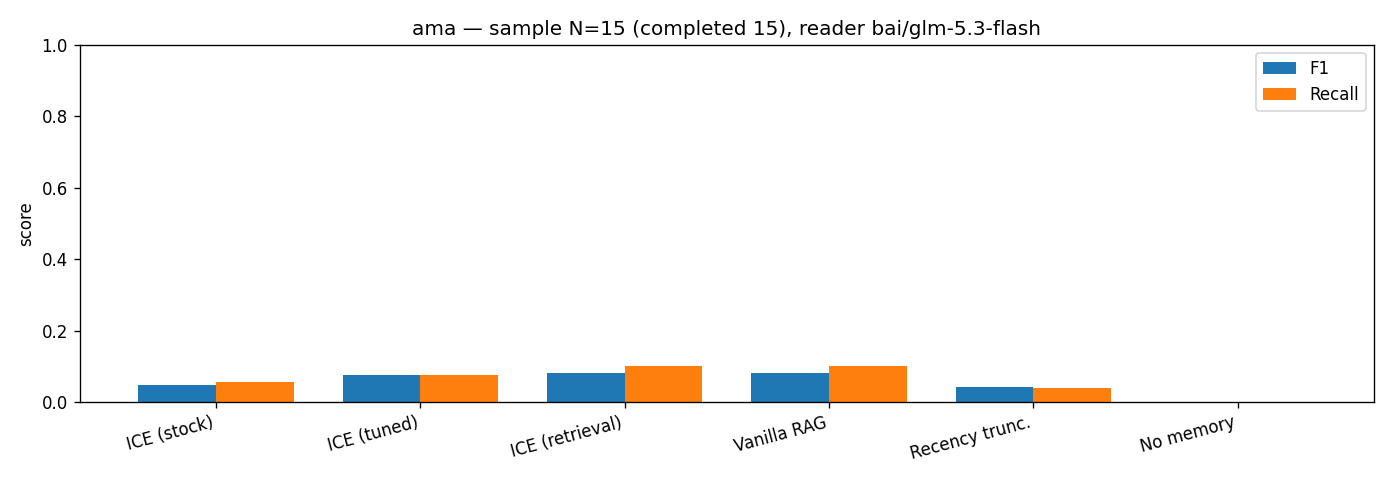 ama — sample N=15 (completed 15), reader bai/glm-5.3-flash
1.0
0.8
0.6
0.4
0.2
0.0
score
F1
Recall
ICE (stock)
ICE (tuned)
ICE (retrieval)
Vanilla RAG
Recency trunc.
No memory